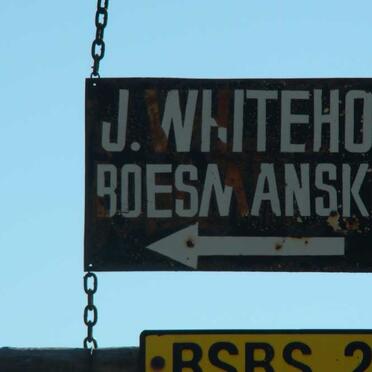 J. WHITEHO
BOESMANSK
RSBS 2